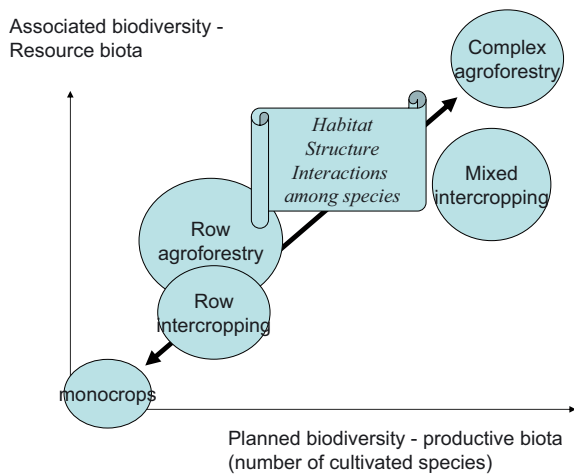 Associated biodiversity -
Resource biota
Complex
agroforestry
Habitat
Structure
Interactions
among species
Mixed
intercropping
Row
agroforestry
Row
intercropping
monocrops
Planned biodiversity - productive biota
(number of cultivated species)